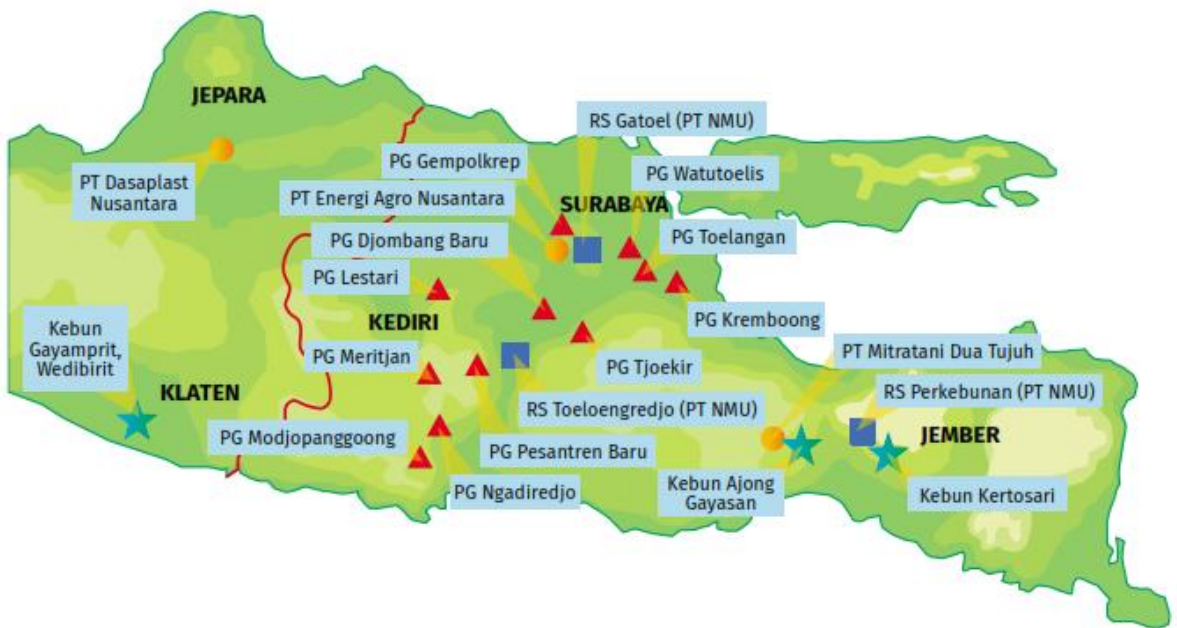 JEPARA
RS Gatoel (PT NMU)
PG Gempolkrep
PG Watutoelis
PT Dasaplast
Nusantara
PT Energi Agro Nusantara
SURABAYA
PG Djombang Baru
PG Toelangan
PG Lestari
KEDIRI
PG Kremboong
Kebun
Gayamprit,
Wedibirit
PG Meritjan
PG Tjoekir
PT Mitratani Dua Tujuh
KLATEN
RS Toeloengredjo (PT NMU)
RS Perkebunan (PT NMU)
PG Modjopanggoong
JEMBER
PG Pesantren Baru
PG Ngadiredjo
Kebun Ajong
Gayasan
Kebun Kertosari